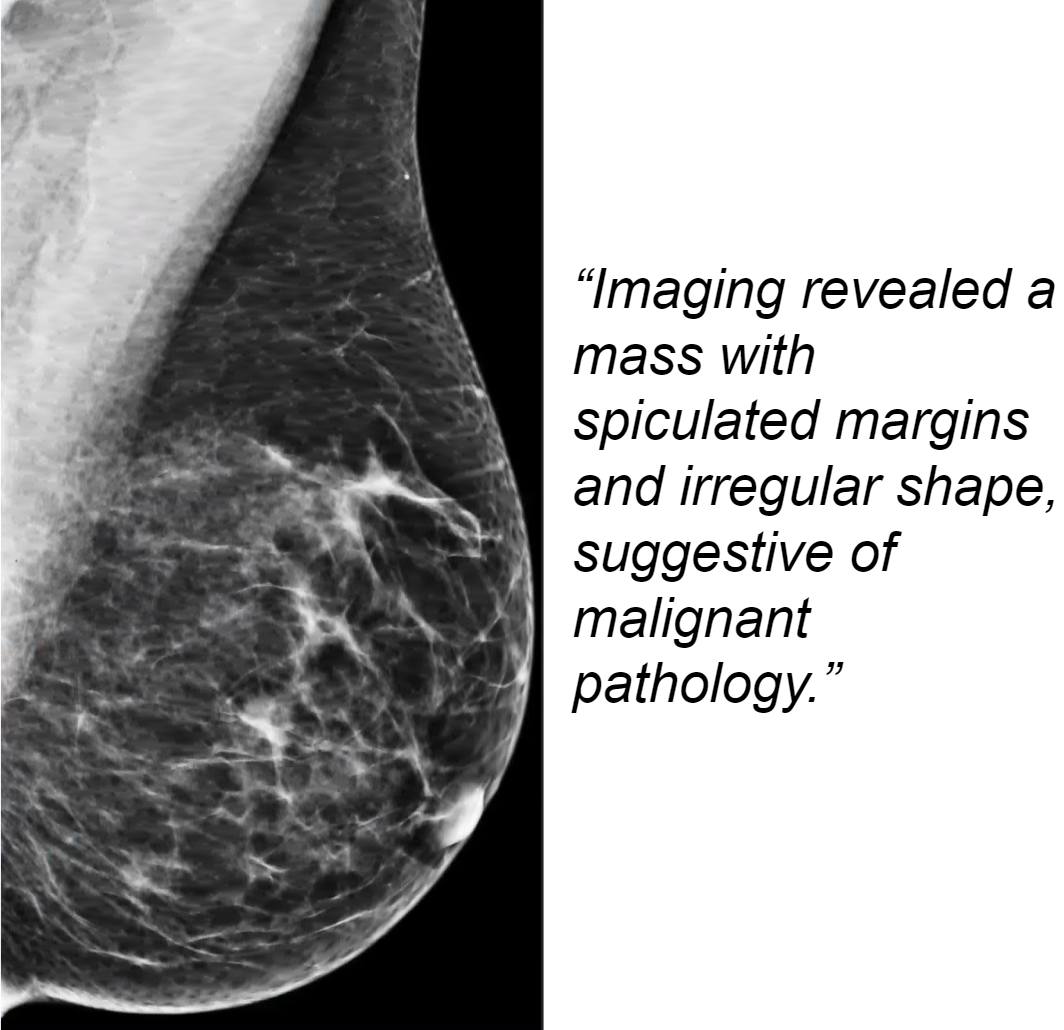 “Imaging revealed a
mass with
spiculated margins
and irregular shape,
suggestive of
malignant
pathology.”